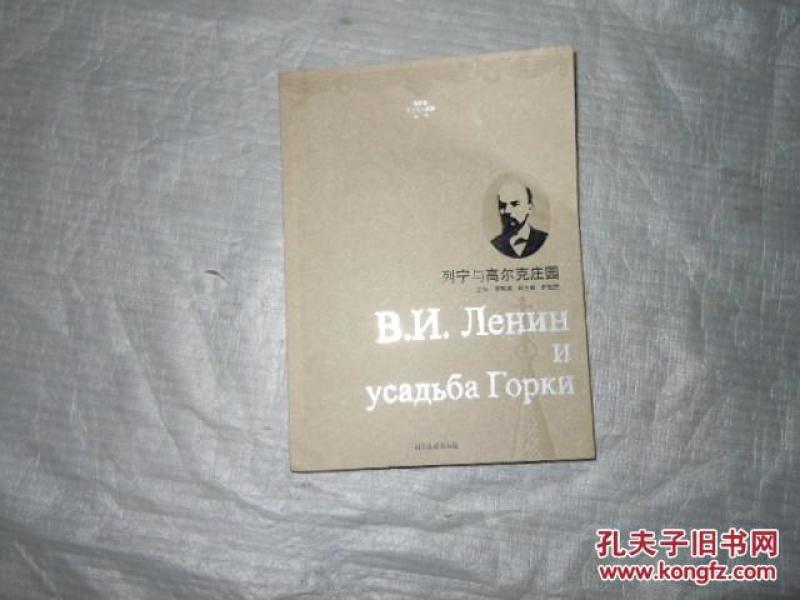 列宁与高尔克庄园
В.И. Ленин
и
усадьба Горки
孔夫子旧书网
www.kongfz.com